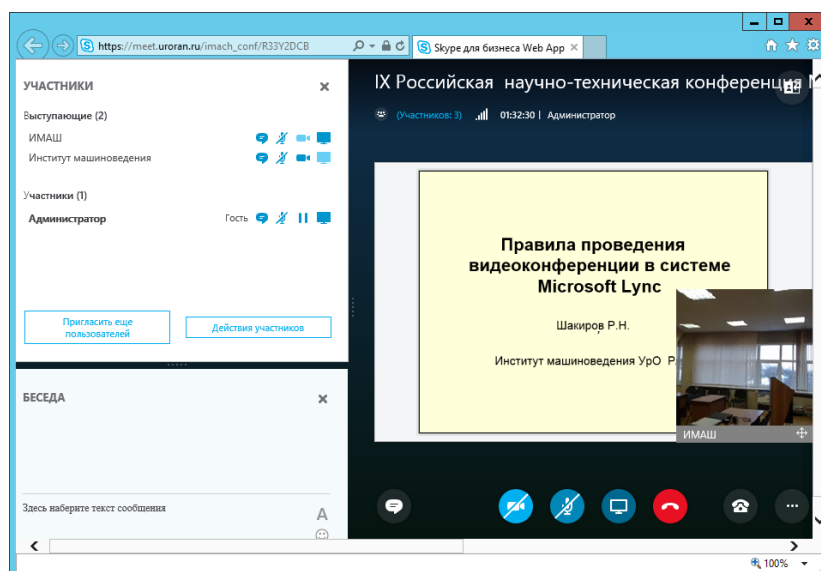 https://meet.uroran.ru/imach_conf/R33Y2DCB
Skype для бизнеса Web App
УЧАСТНИКИ
Выступающие (2)
ИМАШ
Институт машиноведения
Участники (1)
Администратор
Гость
Пригласить еще
пользователей
Действия участников
БЕСЕДА
Здесь наберите текст сообщения
A
IX Российская научно-техническая конференция
(Участников: 3)
01:32:30 | Администратор
Правила проведения
видеоконференции в системе
Microsoft Lync
Шакиров Р.Н.
Институт машиноведения УрО
ИМАШ
100%